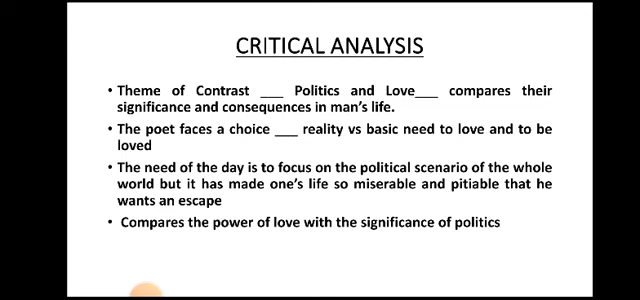 CRITICAL ANALYSIS
• Theme of Contrast ___ Politics and Love___ compares their
significance and consequences in man's life.
• The poet faces a choice ___ reality vs basic need to love and to be
loved
• The need of the day is to focus on the political scenario of the whole
world but it has made one's life so miserable and pitiable that he
wants an escape
• Compares the power of love with the significance of politics